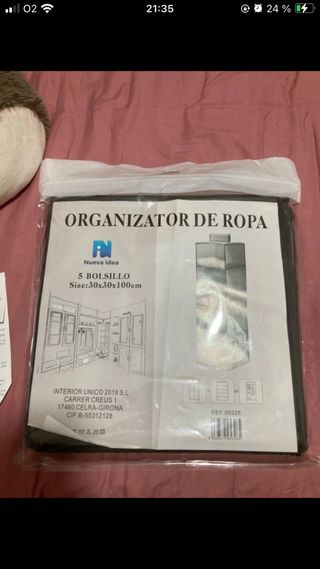 O2
21:35
24 %
ORGANIZATOR DE ROPA
Nueva idea
5 BOLSILLO
Size:30x30x100cm
INTERIOR UNICO 2018 S.L
CARRER CREUS 1
17460 CELRÀ-GIRONA
CIF:B-55312128
REF.95326